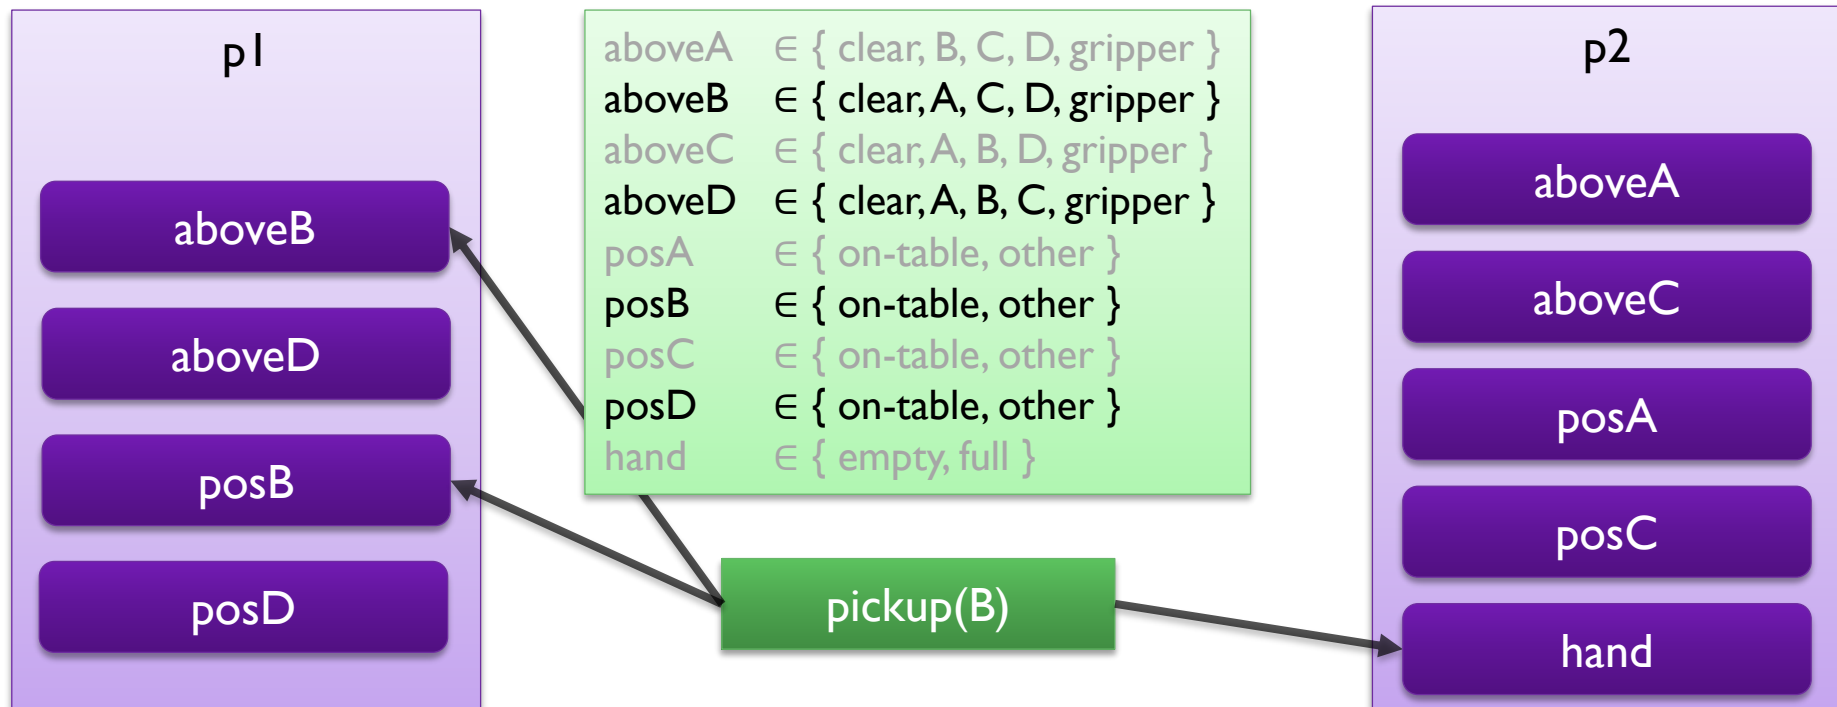 p1
aboveB
aboveD
posB
posD
aboveA ∈ { clear, B, C, D, gripper }
aboveB ∈ { clear, A, C, D, gripper }
aboveC ∈ { clear, A, B, D, gripper }
aboveD ∈ { clear, A, B, C, gripper }
posA ∈ { on-table, other }
posB ∈ { on-table, other }
posC ∈ { on-table, other }
posD ∈ { on-table, other }
hand ∈ { empty, full }
pickup(B)
p2
aboveA
aboveC
posA
posC
hand